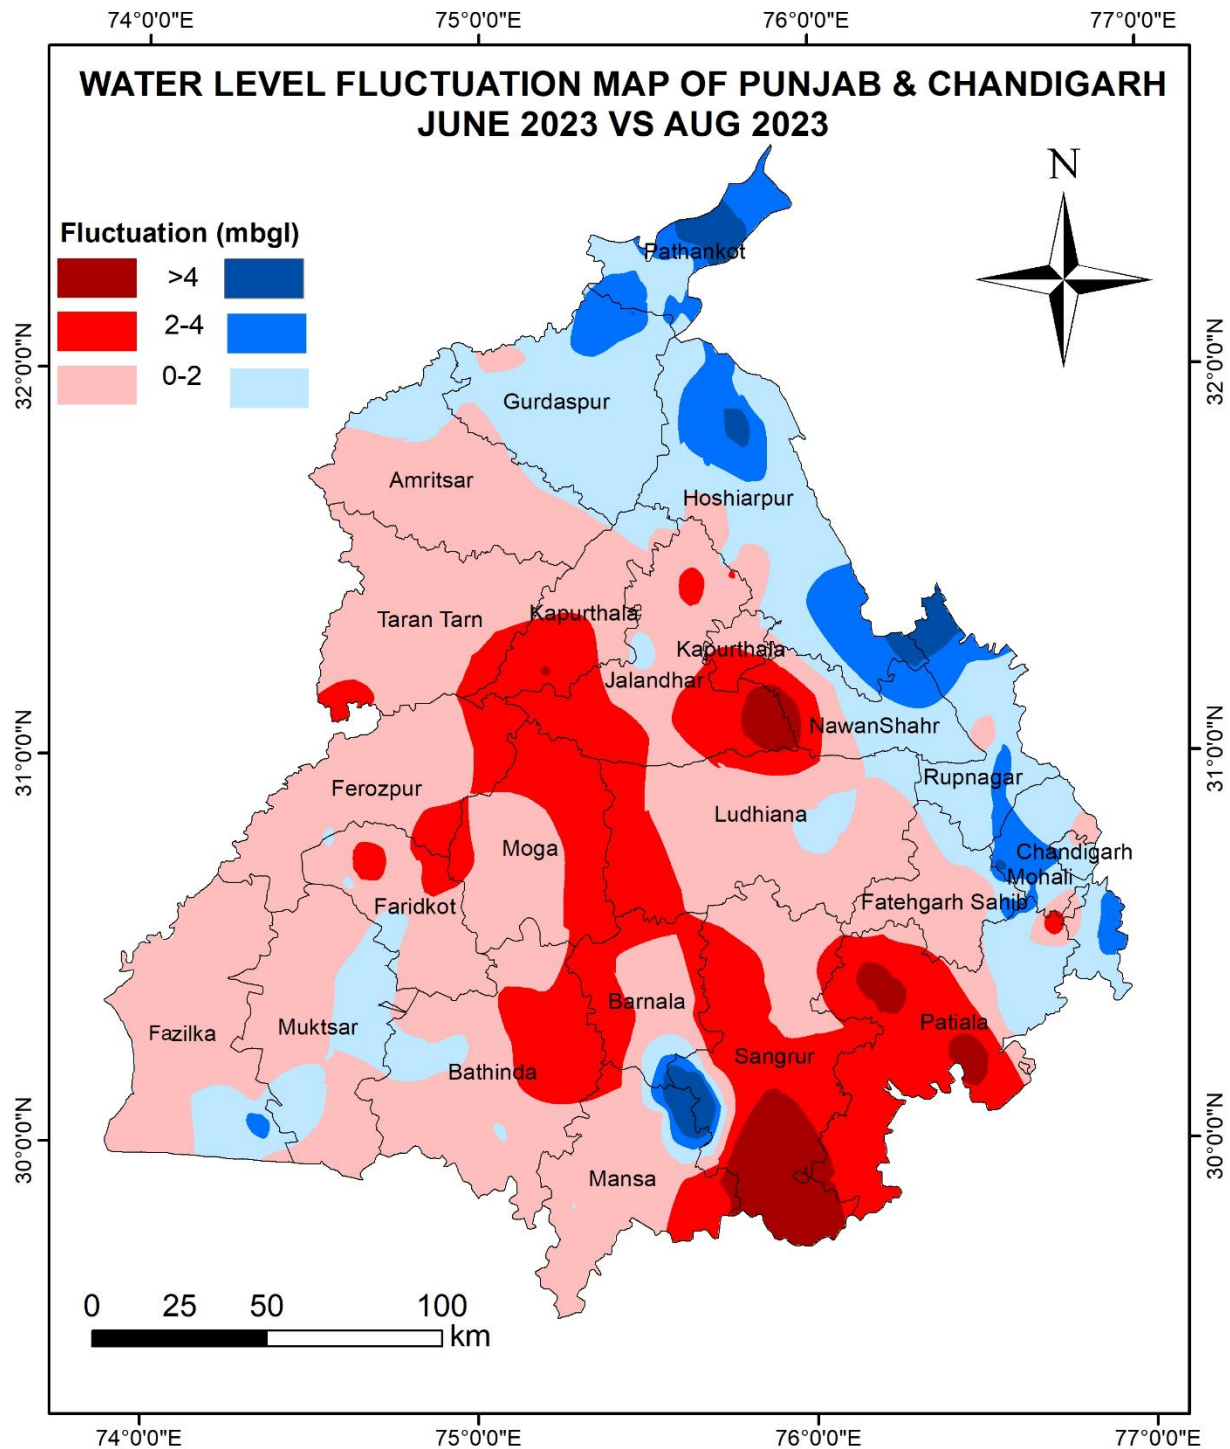 74°0'0"E 75°0'0"E 76°0'0"E 77°0'0"E
WATER LEVEL FLUCTUATION MAP OF PUNJAB & CHANDIGARH
JUNE 2023 VS AUG 2023
N
Fluctuation (mbgl)
>4
2-4
0-2
Pathankot
32°0'0"N
32°0'0"N
Gurdaspur
Amritsar
Hoshiarpur
Taran Tarn
Kapurthala
Kapurthala
Jalandhar
NawanShahr
31°0'0"N
31°0'0"N
Rupnagar
Ferozpur
Ludhiana
Moga
Chandigarh
Mohali
Faridkot
Fatehgarh Sahib
Barnala
Patiala
Fazilka
Muktsar
Sangrur
Bathinda
30°0'0"N
30°0'0"N
Mansa
0 25 50 100
km
74°0'0"E 75°0'0"E 76°0'0"E 77°0'0"E